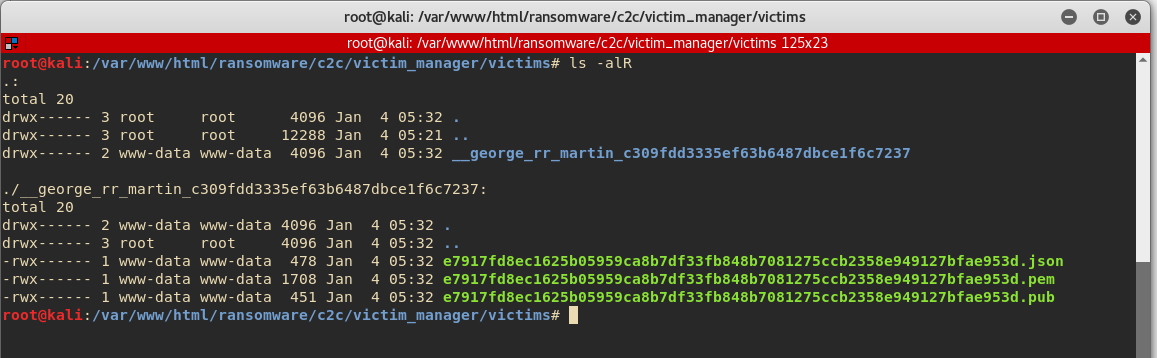 root@kali: /var/www/html/ransomware/c2c/victim_manager/victims
root@kali: /var/www/html/ransomware/c2c/victim_manager/victims 125x23
root@kali:/var/www/html/ransomware/c2c/victim_manager/victims# ls -alR
.:
total 20
drwx------ 3 root     root      4096 Jan  4 05:32 .
drwx------ 3 root     root     12288 Jan  4 05:21 ..
drwx------ 2 www-data www-data  4096 Jan  4 05:32 __george_rr_martin_c309fdd3335ef63b6487dbce1f6c7237

./__george_rr_martin_c309fdd3335ef63b6487dbce1f6c7237:
total 20
drwx------ 2 www-data www-data 4096 Jan  4 05:32 .
drwx------ 3 root     root     4096 Jan  4 05:32 ..
-rwx------ 1 www-data www-data  478 Jan  4 05:32 e7917fd8ec1625b05959ca8b7df33fb848b7081275ccb2358e949127bfae953d.json
-rwx------ 1 www-data www-data 1708 Jan  4 05:32 e7917fd8ec1625b05959ca8b7df33fb848b7081275ccb2358e949127bfae953d.pem
-rwx------ 1 www-data www-data  451 Jan  4 05:32 e7917fd8ec1625b05959ca8b7df33fb848b7081275ccb2358e949127bfae953d.pub
root@kali:/var/www/html/ransomware/c2c/victim_manager/victims#